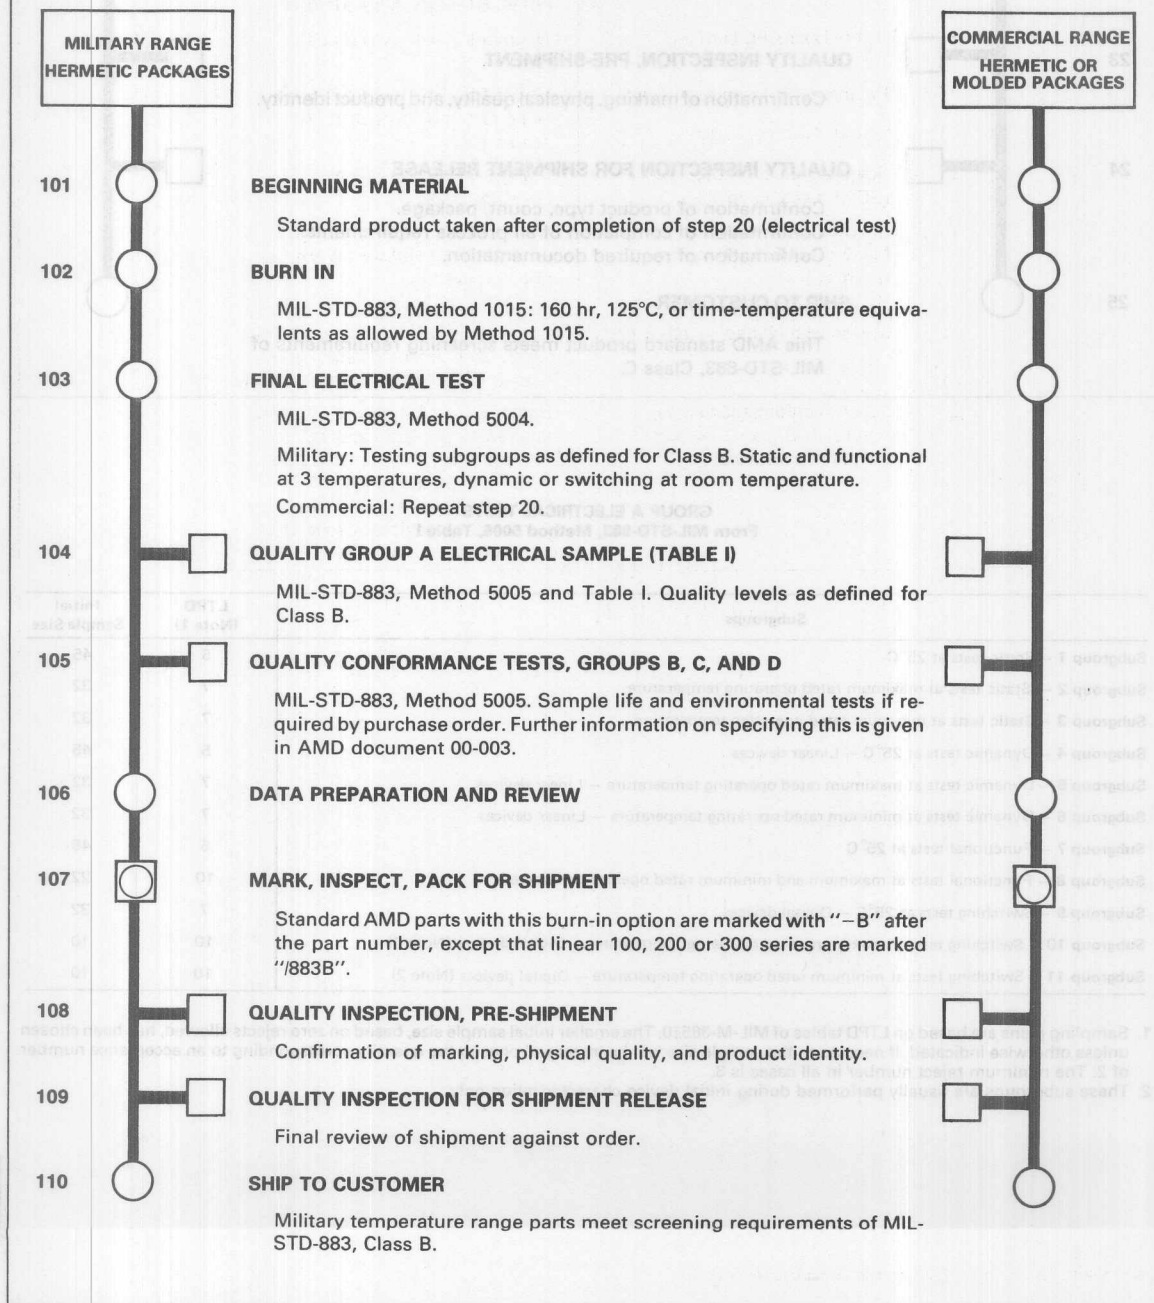 MILITARY RANGE
HERMETIC PACKAGES
COMMERCIAL RANGE
HERMETIC OR
MOLDED PACKAGES
101 BEGINNING MATERIAL
Standard product taken after completion of step 20 (electrical test)
102 BURN IN
MIL-STD-883, Method 1015: 160 hr, 125°C, or time-temperature equiva-
lents as allowed by Method 1015.
103 FINAL ELECTRICAL TEST
MIL-STD-883, Method 5004.
Military: Testing subgroups as defined for Class B. Static and functional
at 3 temperatures, dynamic or switching at room temperature.
Commercial: Repeat step 20.
104 QUALITY GROUP A ELECTRICAL SAMPLE (TABLE I)
MIL-STD-883, Method 5005 and Table I. Quality levels as defined for
Class B.
105 QUALITY CONFORMANCE TESTS, GROUPS B, C, AND D
MIL-STD-883, Method 5005. Sample life and environmental tests if re-
quired by purchase order. Further information on specifying this is given
in AMD document 00-003.
106 DATA PREPARATION AND REVIEW
107 MARK, INSPECT, PACK FOR SHIPMENT
Standard AMD parts with this burn-in option are marked with "–B" after
the part number, except that linear 100, 200 or 300 series are marked
"/883B".
108 QUALITY INSPECTION, PRE-SHIPMENT
Confirmation of marking, physical quality, and product identity.
109 QUALITY INSPECTION FOR SHIPMENT RELEASE
Final review of shipment against order.
110 SHIP TO CUSTOMER
Military temperature range parts meet screening requirements of MIL-
STD-883, Class B.